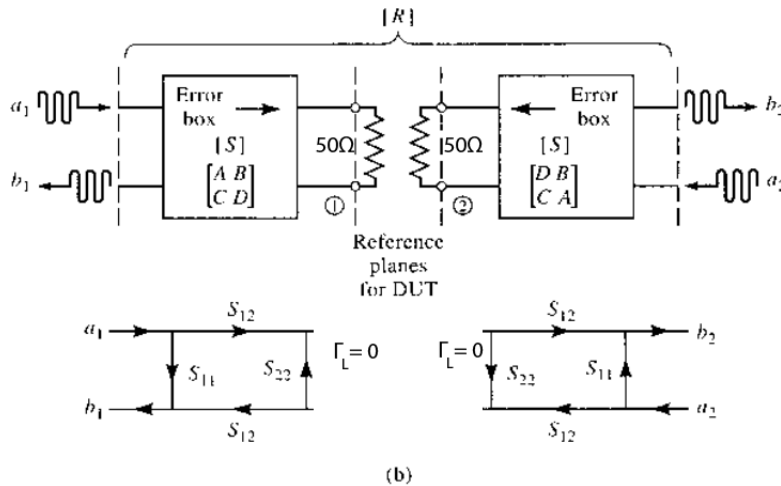 [R]
a₁ Error box [S] [A B C D] 50Ω ① 50Ω ② Error box [S] [D B C A] b₂
b₁ a₂
Reference
planes
for DUT
a₁ S₁₂ Γ_L = 0 S₁₂ b₂
S₁₁ S₂₂ Γ_L = 0 S₂₂ S₁₁
b₁ S₁₂ S₁₂ a₂
(b)